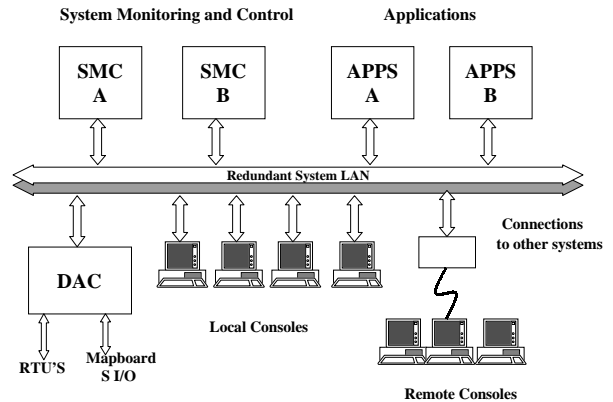 System Monitoring and Control
Applications
SMC
A
SMC
B
APPS
A
APPS
B
Redundant System LAN
Connections
to other systems
DAC
Local Consoles
RTU'S
Mapboard
S I/O
Remote Consoles